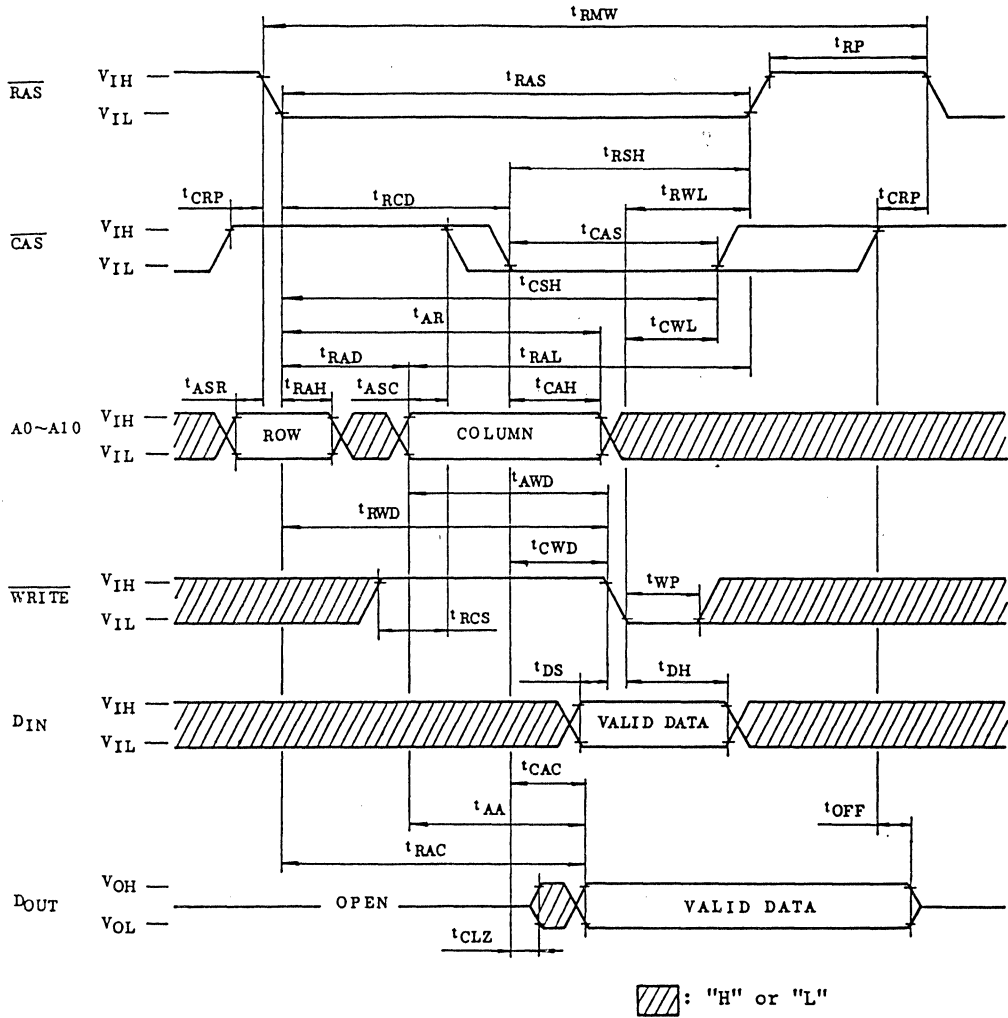 tRMW
tRP
RAS
VIH
VIL
tRAS
tRSH
tCRP
tRCD
tRWL
tCRP
CAS
VIH
VIL
tCAS
tCSH
tAR
tCWL
tRAD
tRAL
tASR
tRAH
tASC
tCAH
A0~A10
VIH
VIL
ROW
COLUMN
tAWD
tRWD
tCWD
WRITE
VIH
VIL
tWP
tRCS
tDS
tDH
DIN
VIH
VIL
VALID DATA
tCAC
tAA
tOFF
tRAC
DOUT
VOH
VOL
OPEN
VALID DATA
tCLZ
: "H" or "L"